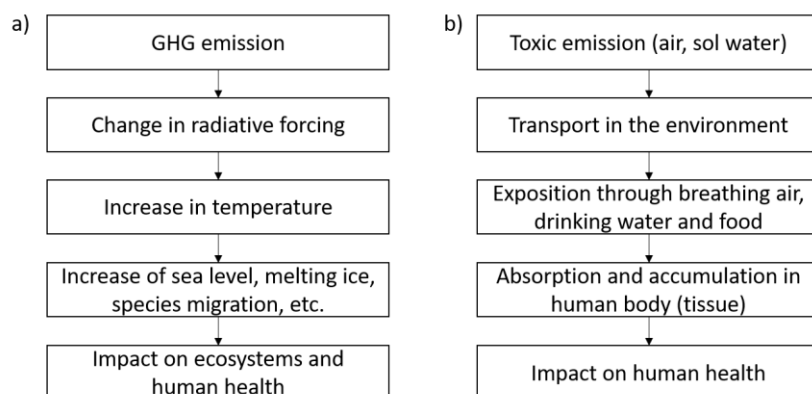 a)
GHG emission
Change in radiative forcing
Increase in temperature
Increase of sea level, melting ice,
species migration, etc.
Impact on ecosystems and
human health
b)
Toxic emission (air, sol water)
Transport in the environment
Exposition through breathing air,
drinking water and food
Absorption and accumulation in
human body (tissue)
Impact on human health